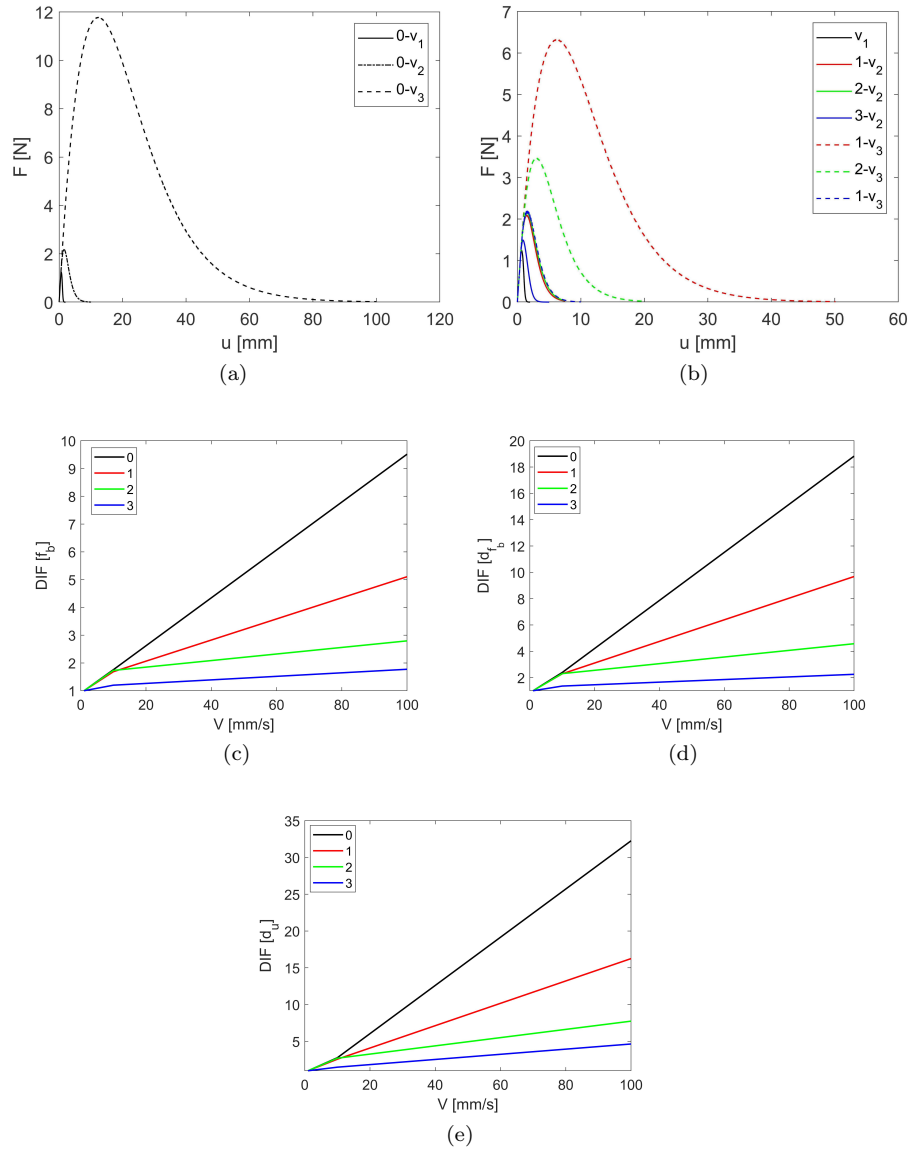 12
10
8
6
4
2
0
F [N]
0 20 40 60 80 100 120
u [mm]
0-v1
0-v2
0-v3
(a)
7
6
5
4
3
2
1
0
F [N]
0 10 20 30 40 50 60
u [mm]
v1
1-v2
2-v2
3-v2
1-v3
2-v3
1-v3
(b)
10
9
8
7
6
5
4
3
2
1
DIF [fb]
0 20 40 60 80 100
V [mm/s]
0
1
2
3
(c)
20
18
16
14
12
10
8
6
4
2
DIF [dfb]
0 20 40 60 80 100
V [mm/s]
0
1
2
3
(d)
35
30
25
20
15
10
5
DIF [du]
0 20 40 60 80 100
V [mm/s]
0
1
2
3
(e)